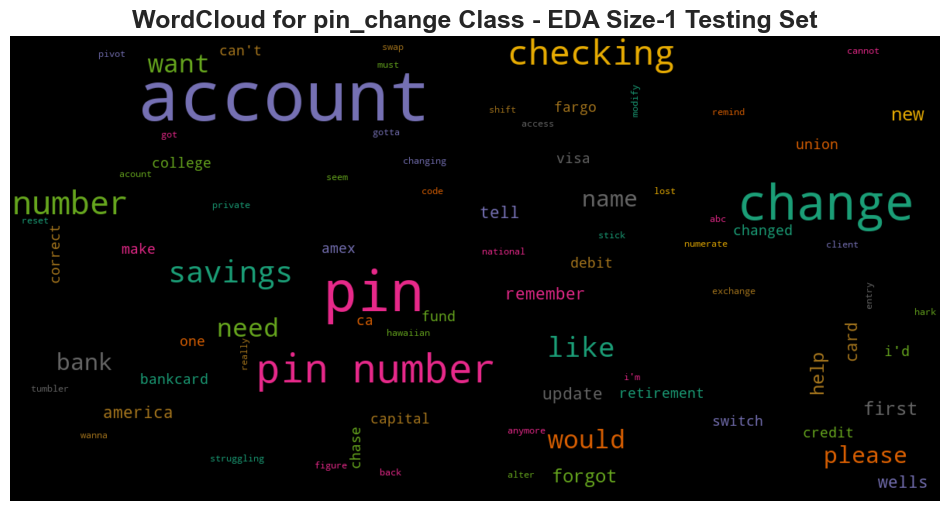 WordCloud for pin_change Class - EDA Size-1 Testing Set
pivot
want
can't
swap
must
checking
cannot
account
shift
fargo
modify
remind
new
access
got
gotta
union
college
acount
changing
visa
seem
code
name
lost
change
number
reset
private
tell
abc
changed
correct
make
amex
stick
numerate
client
national
savings
debit
pin
remember
exchange
entry
hark
need
ca
fund
hawaiian
one
really
like
card
i'd
bank
bankcard
pin number
i'm
help
tumbler
update
retirement
america
capital
first
switch
wanna
chase
anymore
would
credit
please
struggling
figure
back
alter
forgot
wells